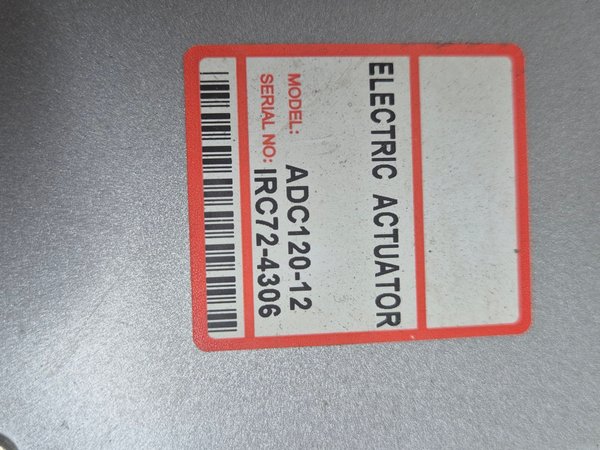 ELECTRIC ACTUATOR
MODEL: ADC120-12
SERIAL NO: IRC72-4306